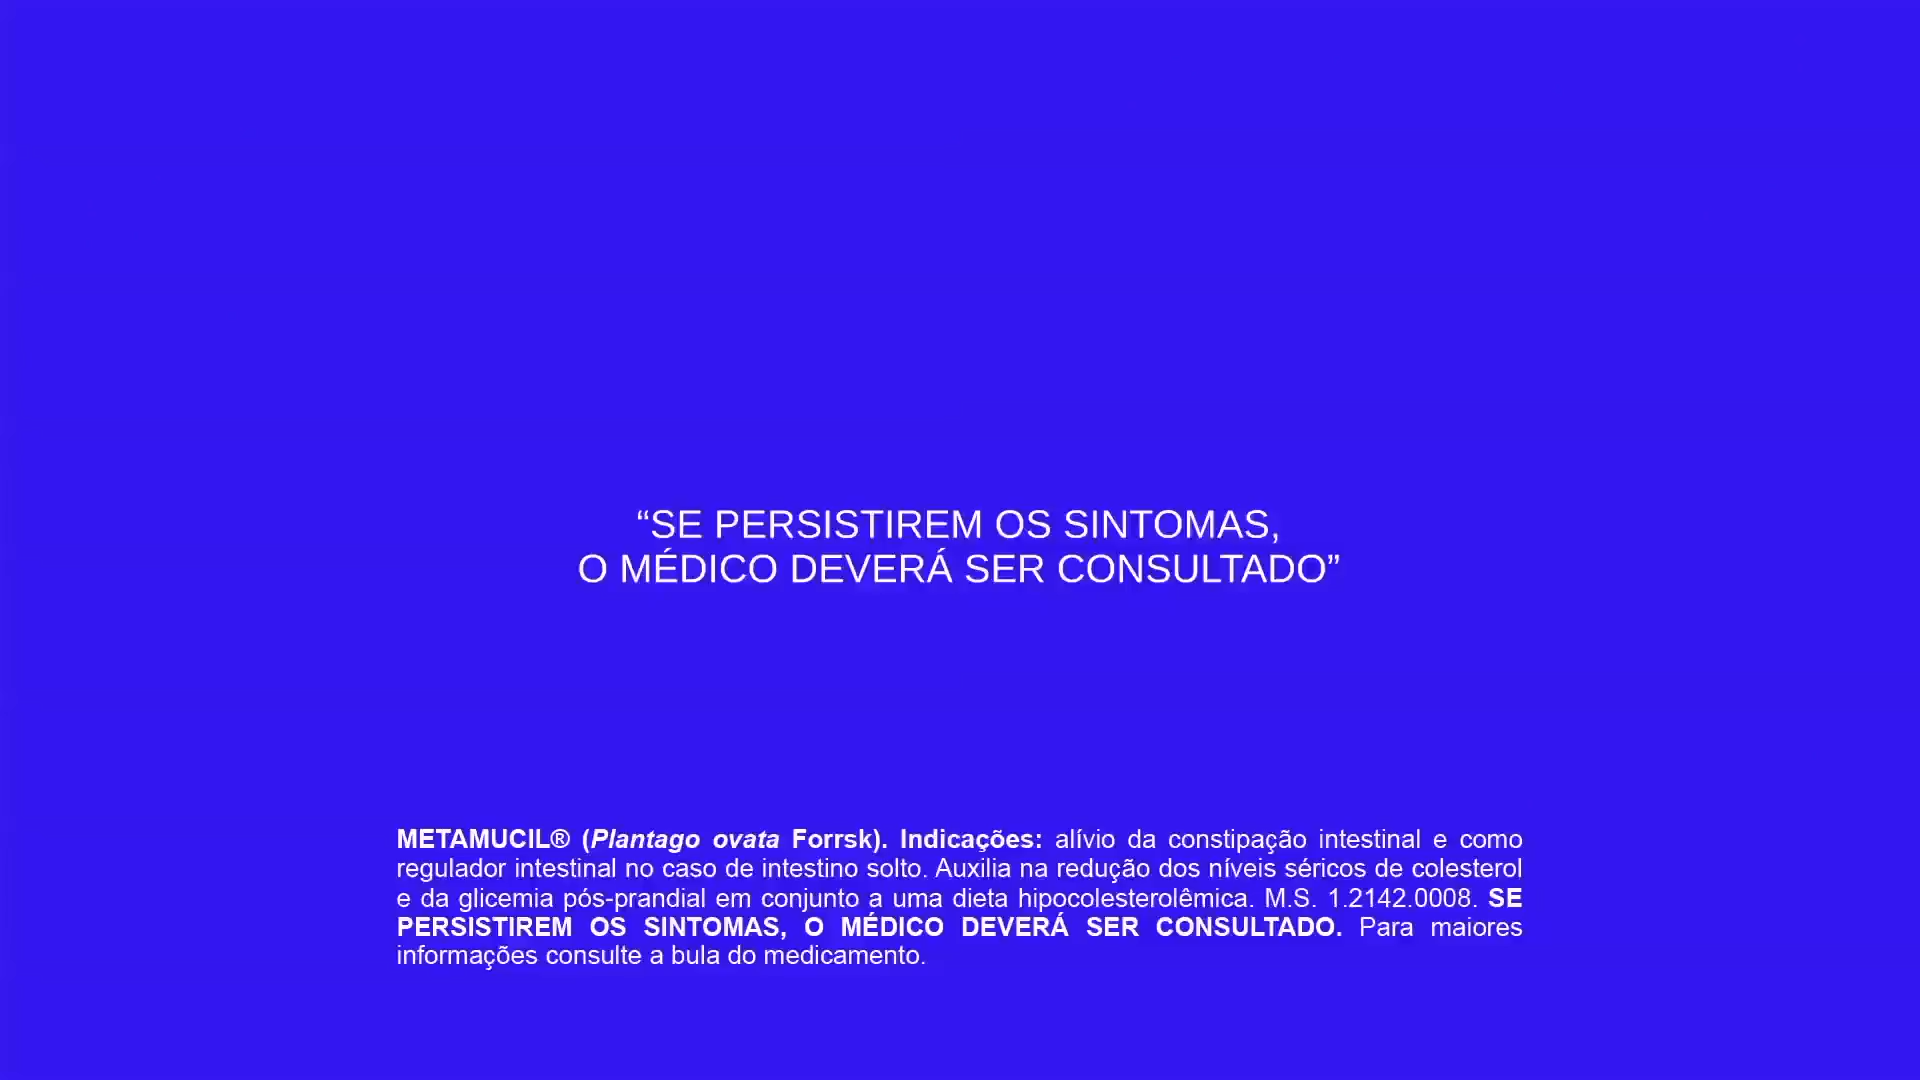 “SE PERSISTIREM OS SINTOMAS,
O MÉDICO DEVERÁ SER CONSULTADO”
METAMUCIL® (Plantago ovata Forrsk). Indicações: alívio da constipação intestinal e como
regulador intestinal no caso de intestino solto. Auxilia na redução dos níveis séricos de colesterol
e da glicemia pós-prandial em conjunto a uma dieta hipocolesterolêmica. M.S. 1.2142.0008. SE
PERSISTIREM OS SINTOMAS, O MÉDICO DEVERÁ SER CONSULTADO. Para maiores
informações consulte a bula do medicamento.